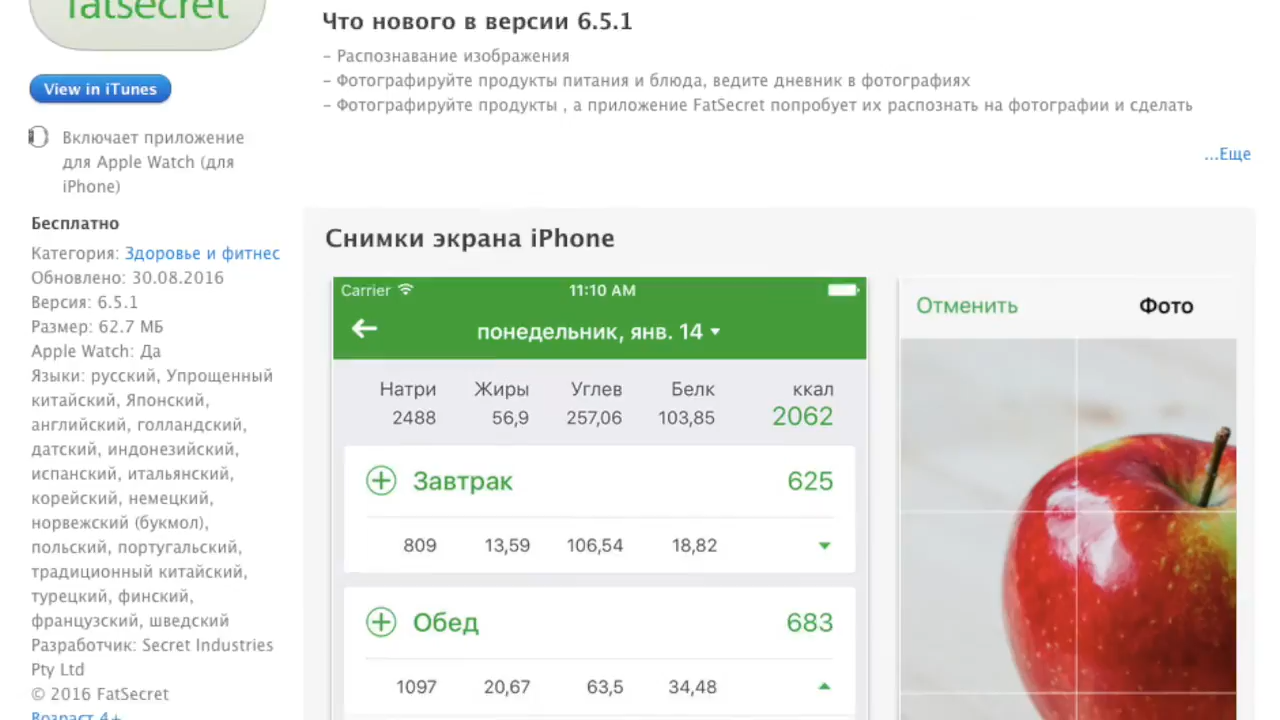 fatsecret
View in iTunes
Включает приложение
для Apple Watch (для
iPhone)
Бесплатно
Категория: Здоровье и фитнес
Обновлено: 30.08.2016
Версия: 6.5.1
Размер: 62.7 МБ
Apple Watch: Да
Языки: русский, Упрощенный
китайский, Японский,
английский, голландский,
датский, индонезийский,
испанский, итальянский,
корейский, немецкий,
норвежский (букмол),
польский, португальский,
традиционный китайский,
турецкий, финский,
французский, шведский
Разработчик: Secret Industries
Pty Ltd
© 2016 FatSecret
Возраст 4+
Что нового в версии 6.5.1
– Распознавание изображения
– Фотографируйте продукты питания и блюда, ведите дневник в фотографиях
– Фотографируйте продукты , а приложение FatSecret попробует их распознать на фотографии и сделать
...Еще
Снимки экрана iPhone
Carrier 11:10 AM
понедельник, янв. 14
Натри Жиры Углев Белк ккал
2488 56,9 257,06 103,85 2062
Завтрак 625
809 13,59 106,54 18,82
Обед 683
1097 20,67 63,5 34,48
Отменить Фото